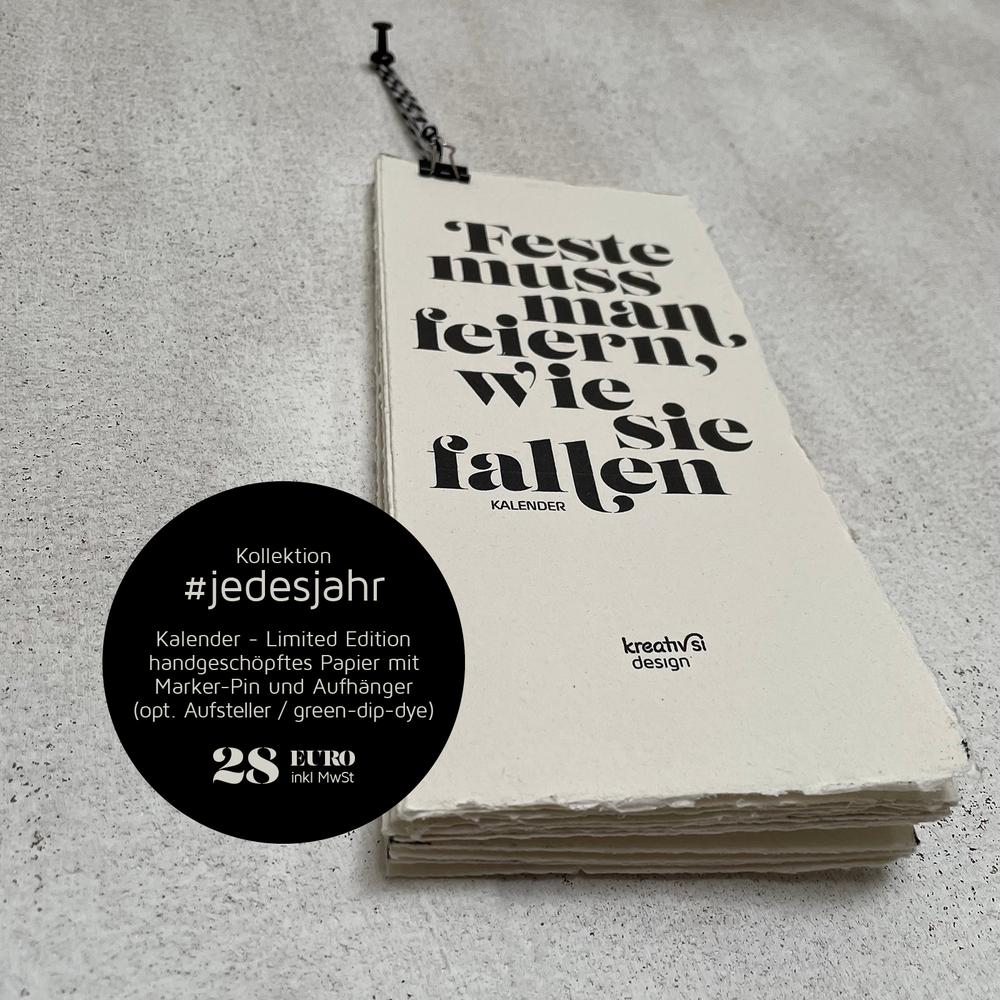 Feste
muss
man
feiern,
wie
sie
fallen
KALENDER
kreativsi
design
Kollektion
#jedesjahr
Kalender - Limited Edition
handgeschöpftes Papier mit
Marker-Pin und Aufhänger
(opt. Aufsteller / green-dip-dye)
28 EURO
inkl MwSt